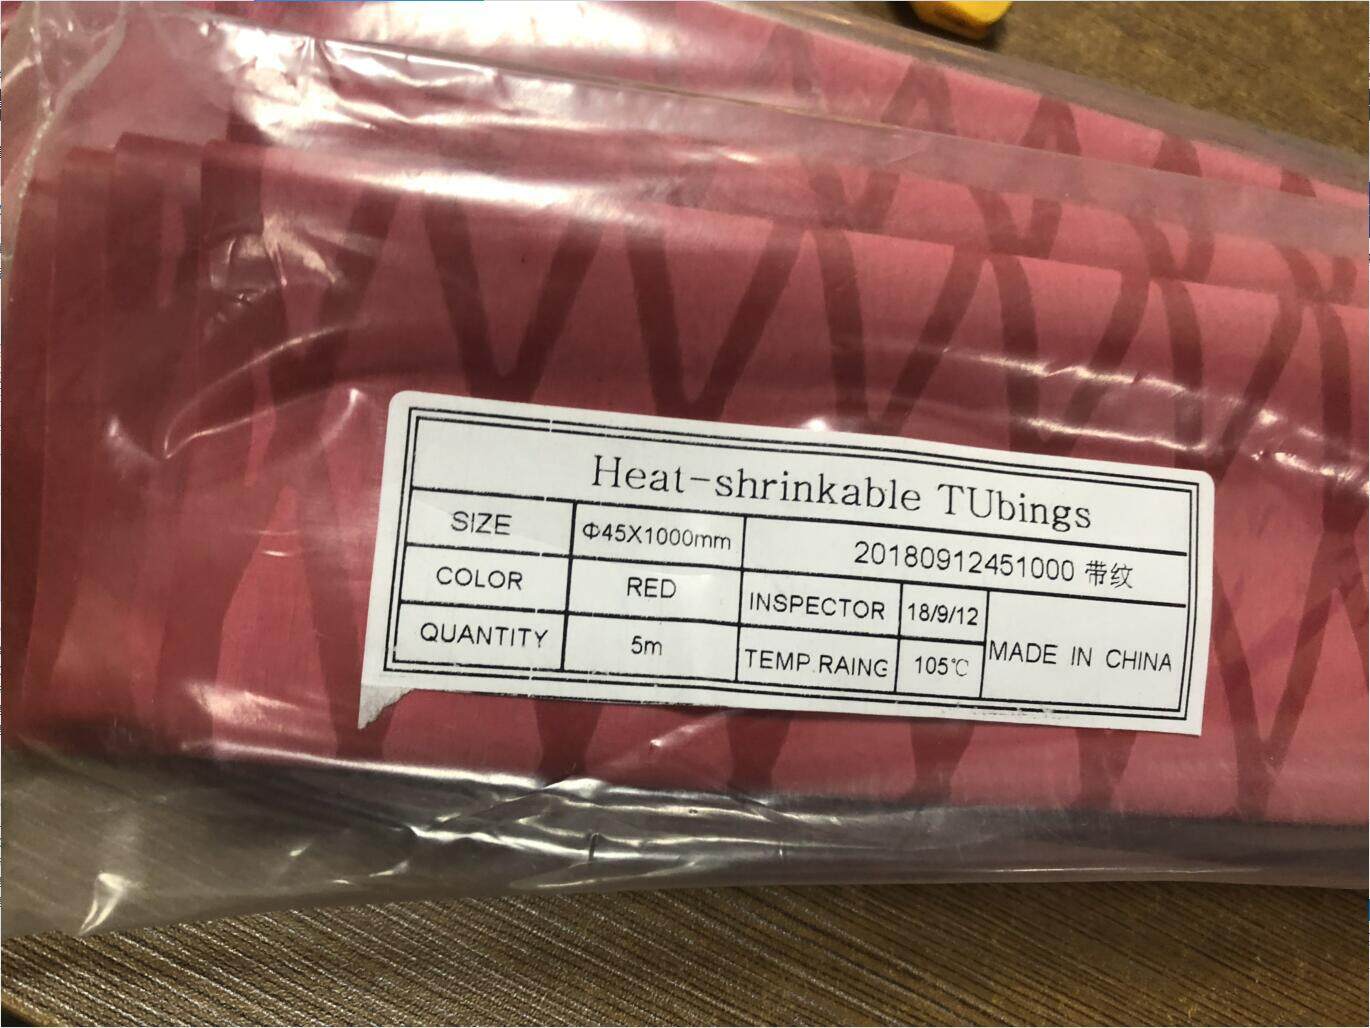 Heat-shrinkable TUbings
SIZE Φ45X1000mm 20180912451000 带纹
COLOR RED INSPECTOR 18/9/12 MADE IN CHINA
QUANTITY 5m TEMP.RAING 105℃